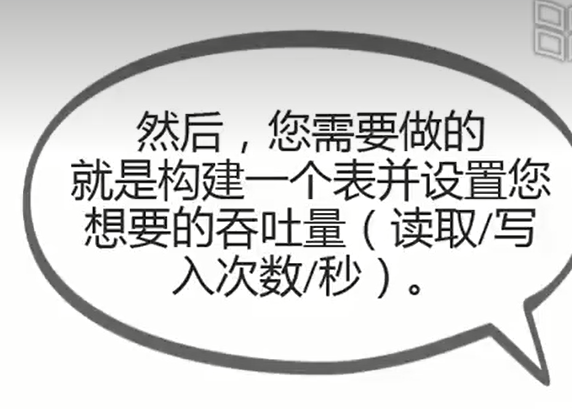 然后，您需要做的
就是构建一个表并设置您
想要的吞吐量（读取/写
入次数/秒）。